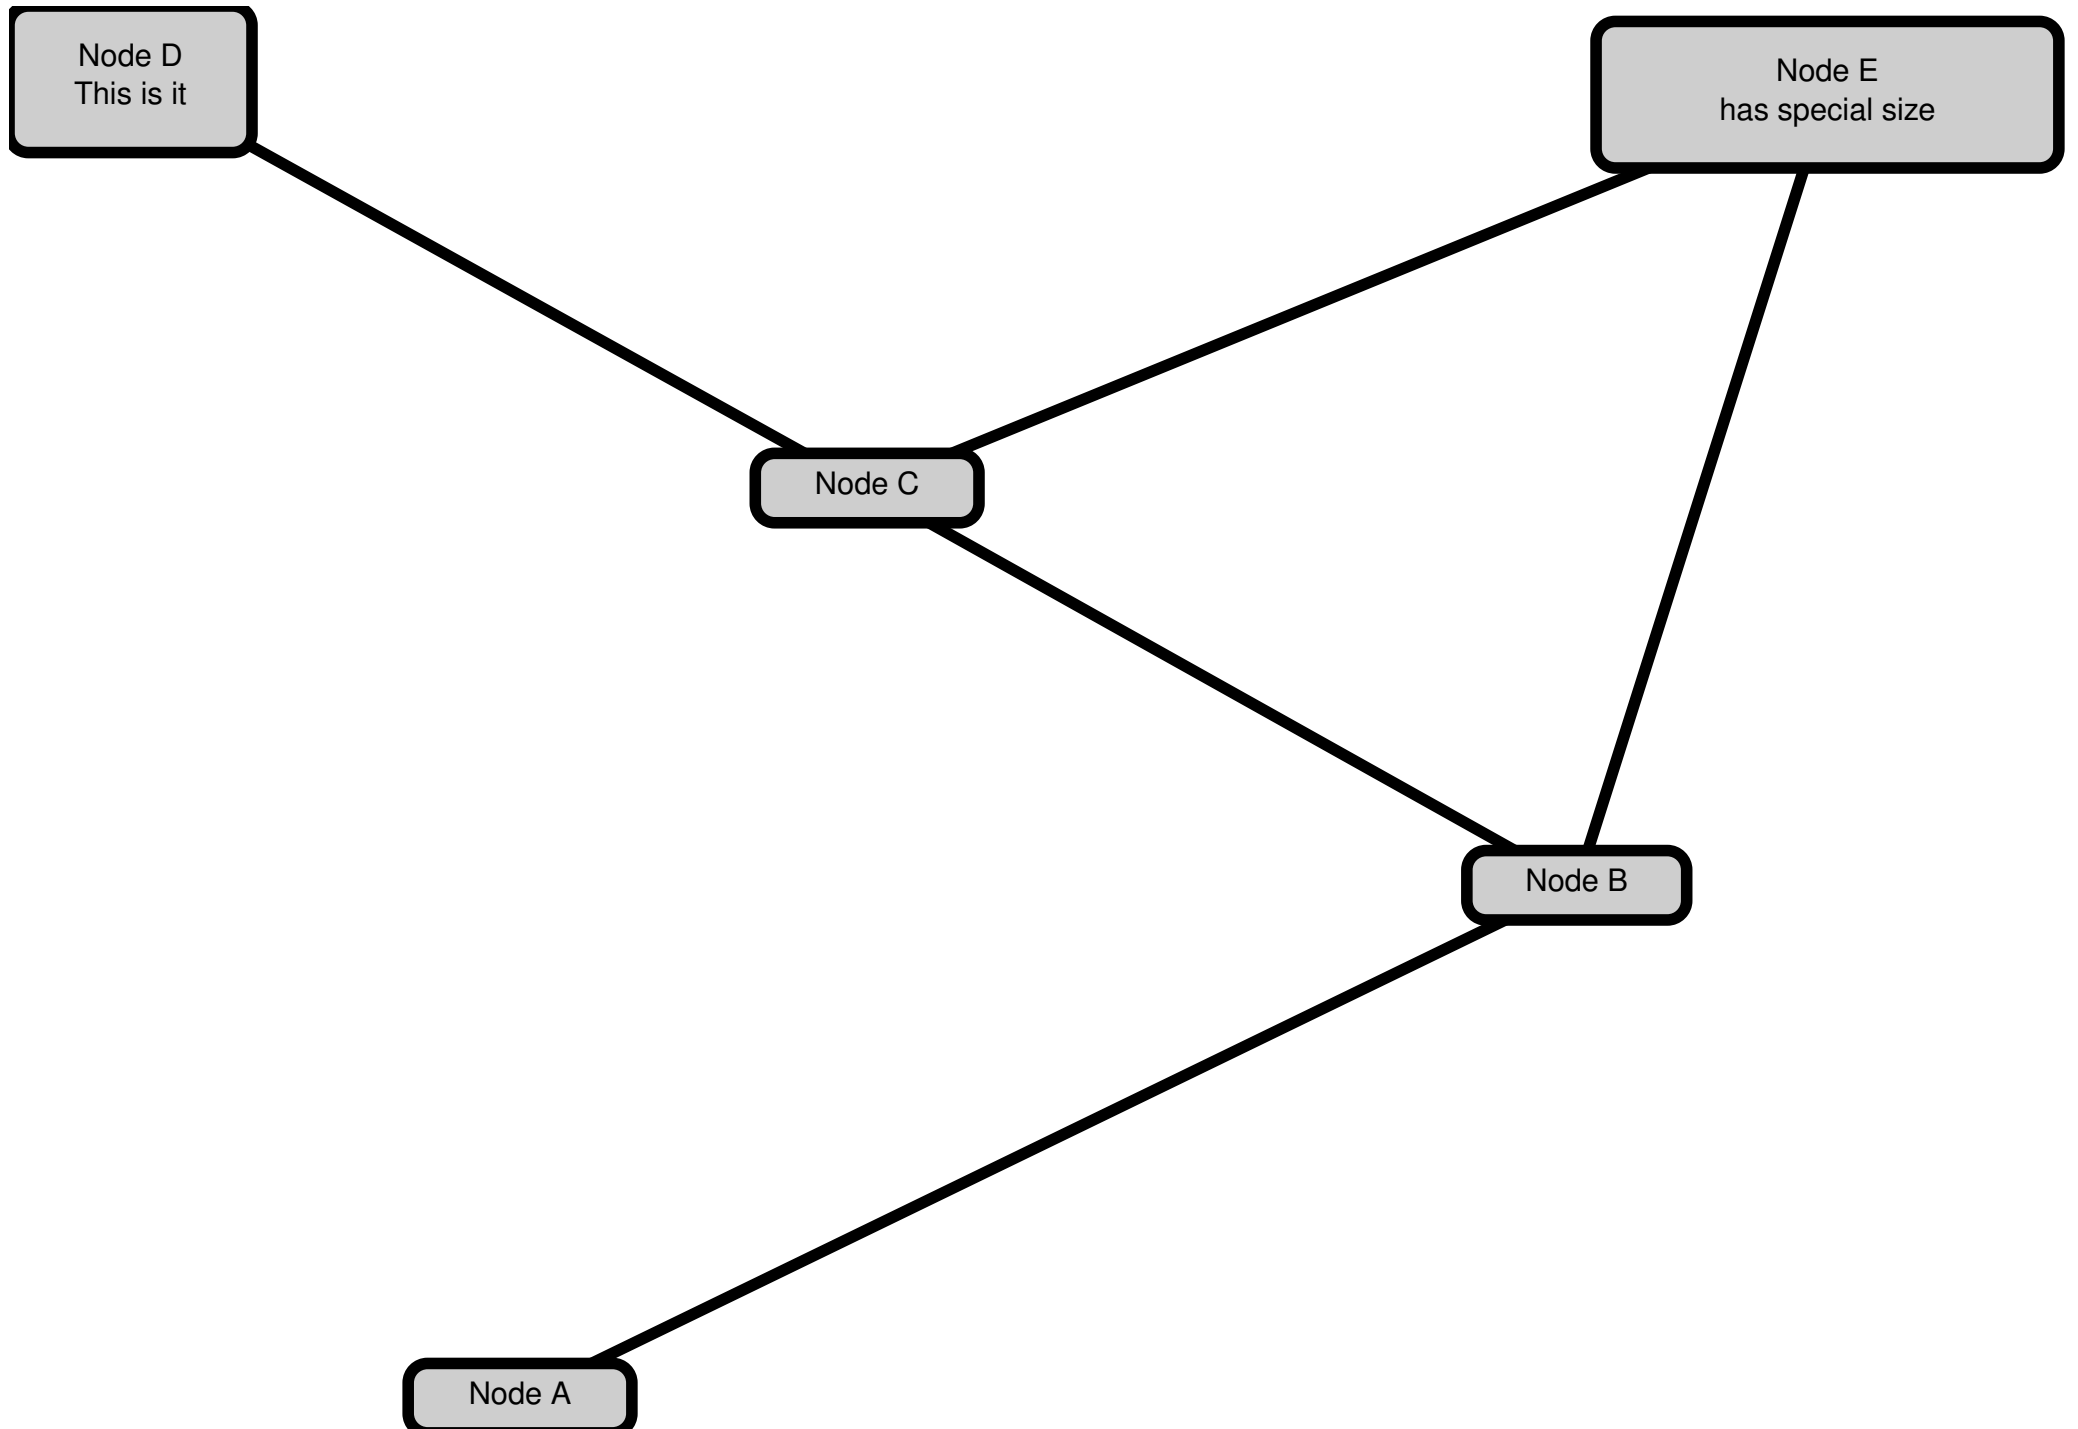 Node D
This is it
Node E
has special size
Node C
Node B
Node A